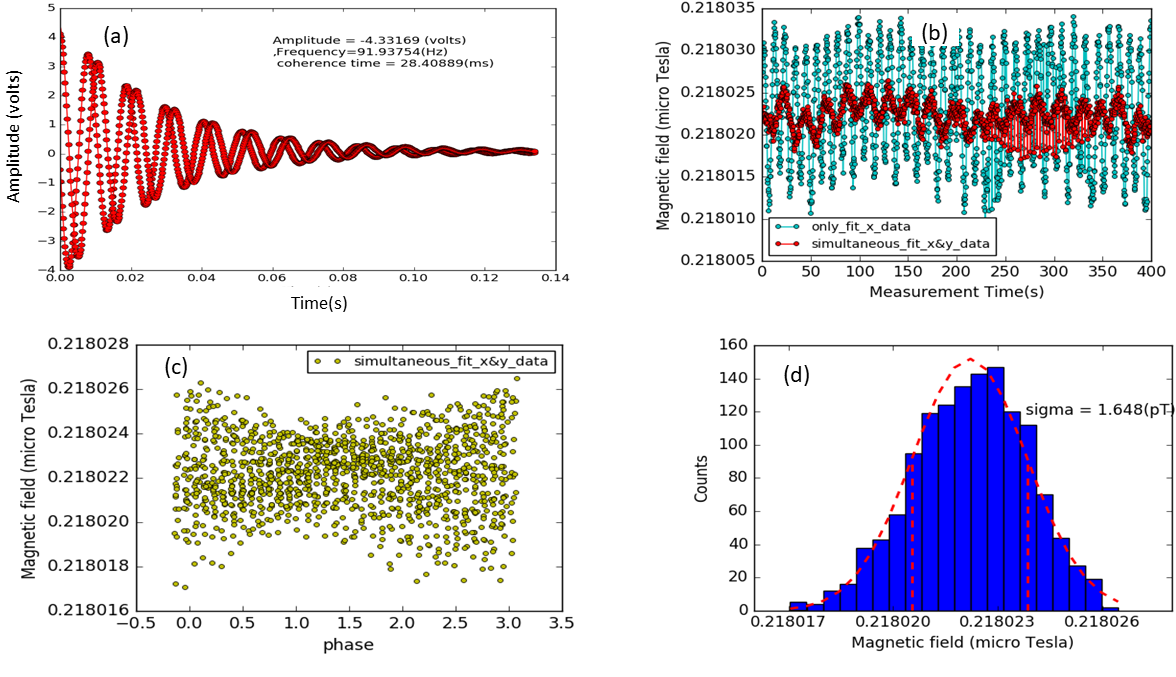 (a)
Amplitude = -4.33169 (volts)
,Frequency=91.93754(Hz)
coherence time = 28.40889(ms)
Amplitude (volts)
5
4
3
2
1
0
−1
−2
−3
−4
0.00 0.02 0.04 0.06 0.08 0.10 0.12 0.14
Time(s)
(b)
Magnetic field (micro Tesla)
0.218035
0.218030
0.218025
0.218020
0.218015
0.218010
0.218005
only_fit_x_data
simultaneous_fit_x&y_data
0 50 100 150 200 250 300 350 400
Measurement Time(s)
(c)
simultaneous_fit_x&y_data
Magnetic field (micro Tesla)
0.218028
0.218026
0.218024
0.218022
0.218020
0.218018
0.218016
−0.5 0.0 0.5 1.0 1.5 2.0 2.5 3.0 3.5
phase
(d)
sigma = 1.648(pT)
Counts
160
140
120
100
80
60
40
20
0
0.218017 0.218020 0.218023 0.218026
Magnetic field (micro Tesla)